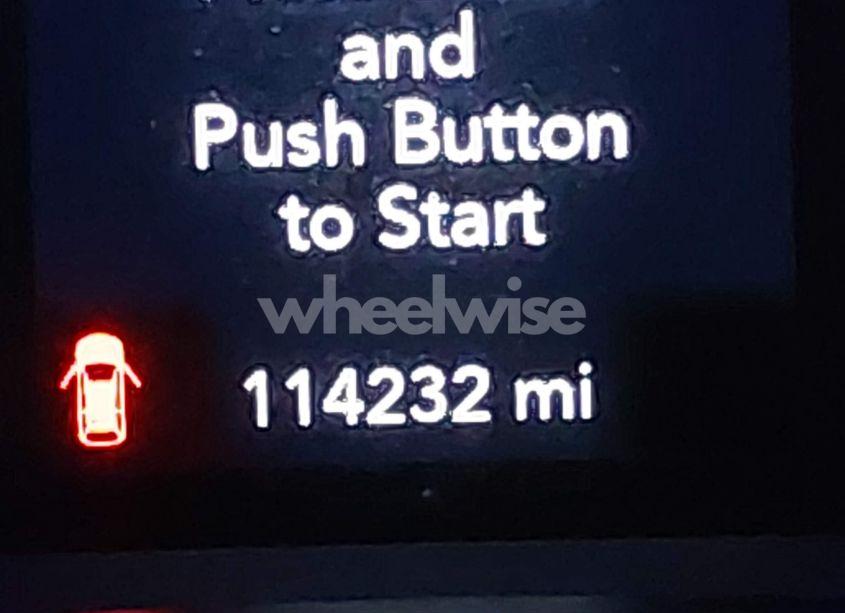 and
Push Button
to Start
wheelwise
114232 mi